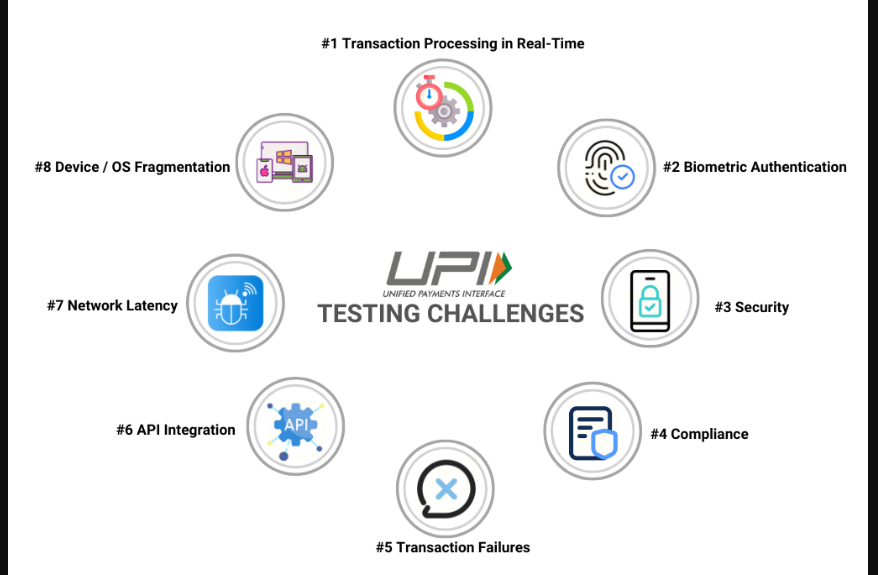 #1 Transaction Processing in Real-Time
#8 Device / OS Fragmentation
#2 Biometric Authentication
UPI
UNIFIED PAYMENTS INTERFACE
TESTING CHALLENGES
#7 Network Latency
#3 Security
#6 API Integration
API
#4 Compliance
#5 Transaction Failures